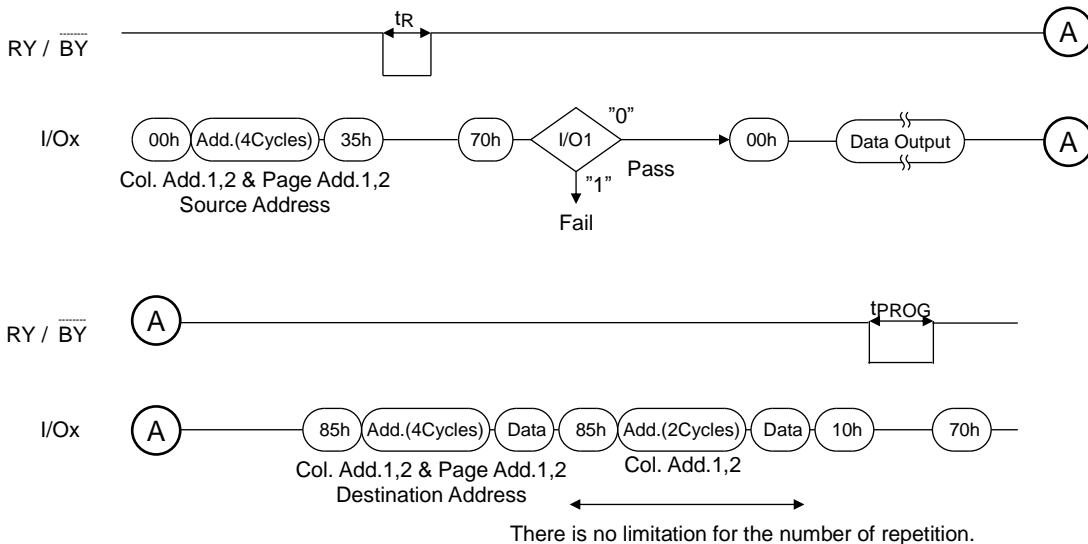 tR
RY / BY
A
I/Ox
00h Add.(4Cycles) 35h 70h I/O1 "0" Pass 00h Data Output A
"1"
Fail
Col. Add.1,2 & Page Add.1,2
Source Address
RY / BY
A
tPROG
I/Ox
A 85h Add.(4Cycles) Data 85h Add.(2Cycles) Data 10h 70h
Col. Add.1,2 & Page Add.1,2
Destination Address
Col. Add.1,2
There is no limitation for the number of repetition.